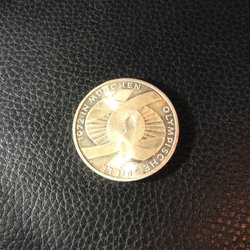 OLYMPISCHE SPIELE 1972 IN MÜNCHEN